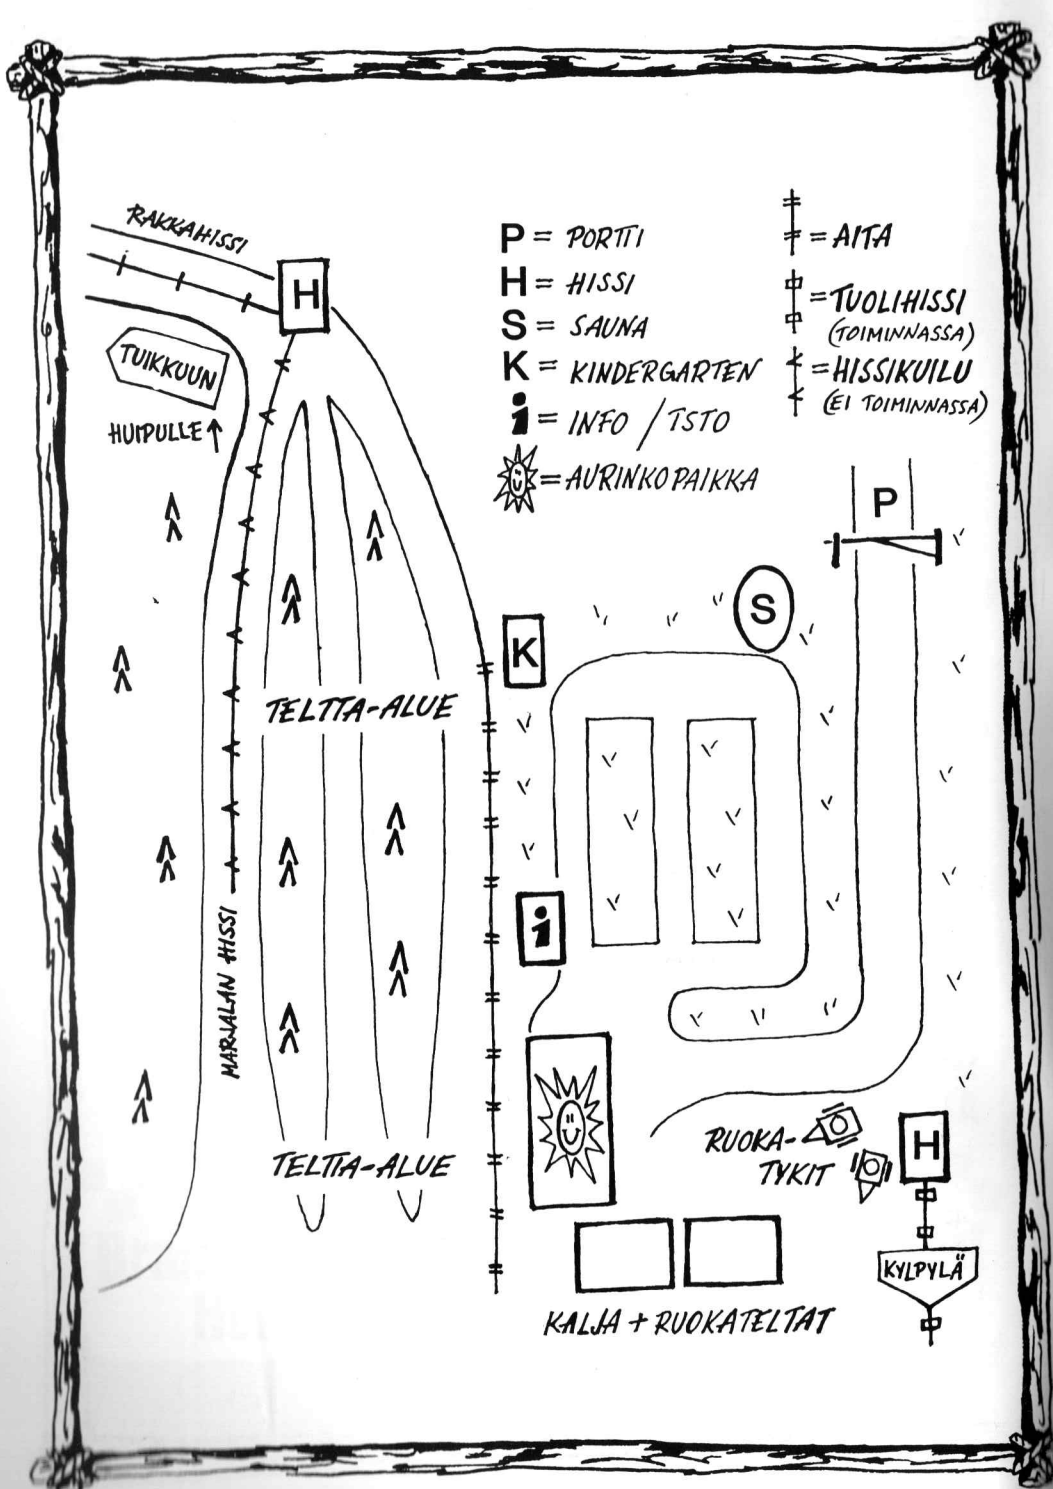 RAKKAHISSI
H
TUIKKUUN
HUIPULLE
P = PORTTI
H = HISSI
S = SAUNA
K = KINDERGARTEN
i = INFO / TSTO
= AURINKOPAIKKA
= AITA
= TUOLIHISSI
(TOIMINNASSA)
= HISSIKUILU
(EI TOIMINNASSA)
P
S
K
TELTTA-ALUE
i
MARJALAN HISSI
TELTTA-ALUE
RUOKA-
TYKIT
H
KYLPYLÄ
KALJA + RUOKATELTAT